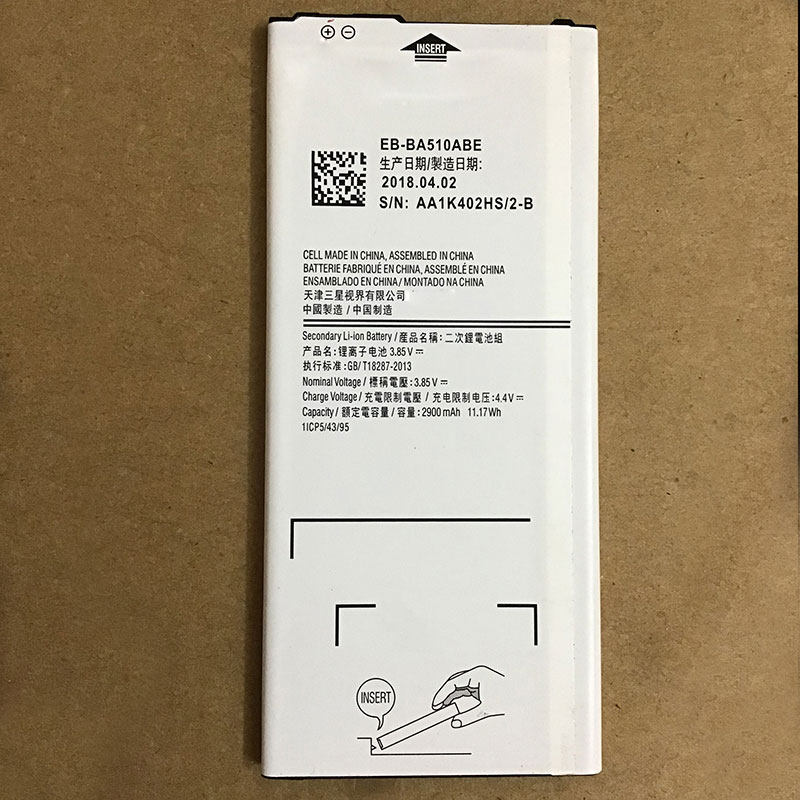 ⊕ ⊖
INSERT
EB-BA510ABE
生产日期/製造日期:
2018.04.02
S/N: AA1K402HS/2-B
CELL MADE IN CHINA, ASSEMBLED IN CHINA
BATTERIE FABRIQUÉ EN CHINA, ASSEMBLÉ EN CHINA
ENSAMBLADO EN CHINA / MONTADO NA CHINA
天津三星视界有限公司
中國製造 / 中国制造
Secondary Li-ion Battery / 產品名稱: 二次鋰電池組
产品名: 锂离子电池 3.85V ⎓
执行标准: GB/T18287-2013
Nominal Voltage / 標稱電壓: 3.85V ⎓
Charge Voltage / 充電限制電壓 / 充电限制电压: 4.4V ⎓
Capacity / 額定電容量 / 容量: 2900mAh 11.17Wh
1ICP5/43/95
INSERT